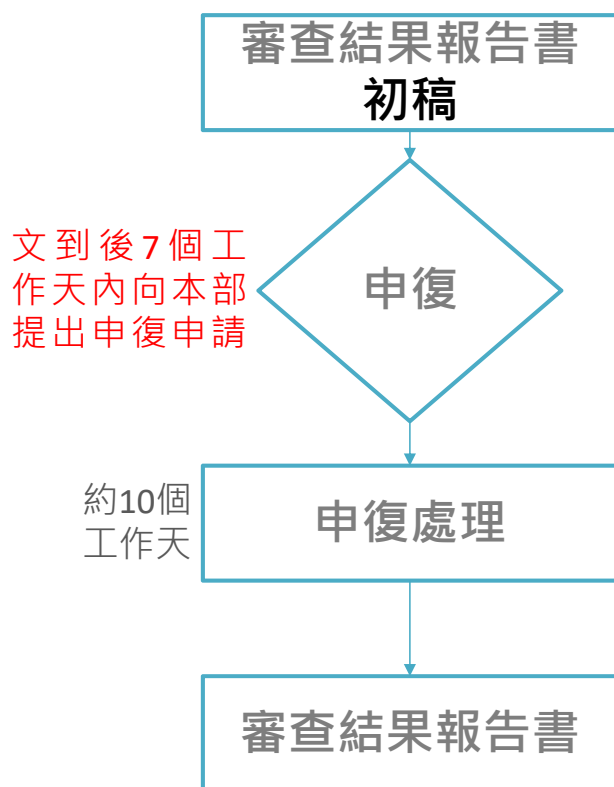 審查結果報告書
初稿
文到後7個工
作天內向本部
提出申復申請
申復
約10個
工作天
申復處理
審查結果報告書